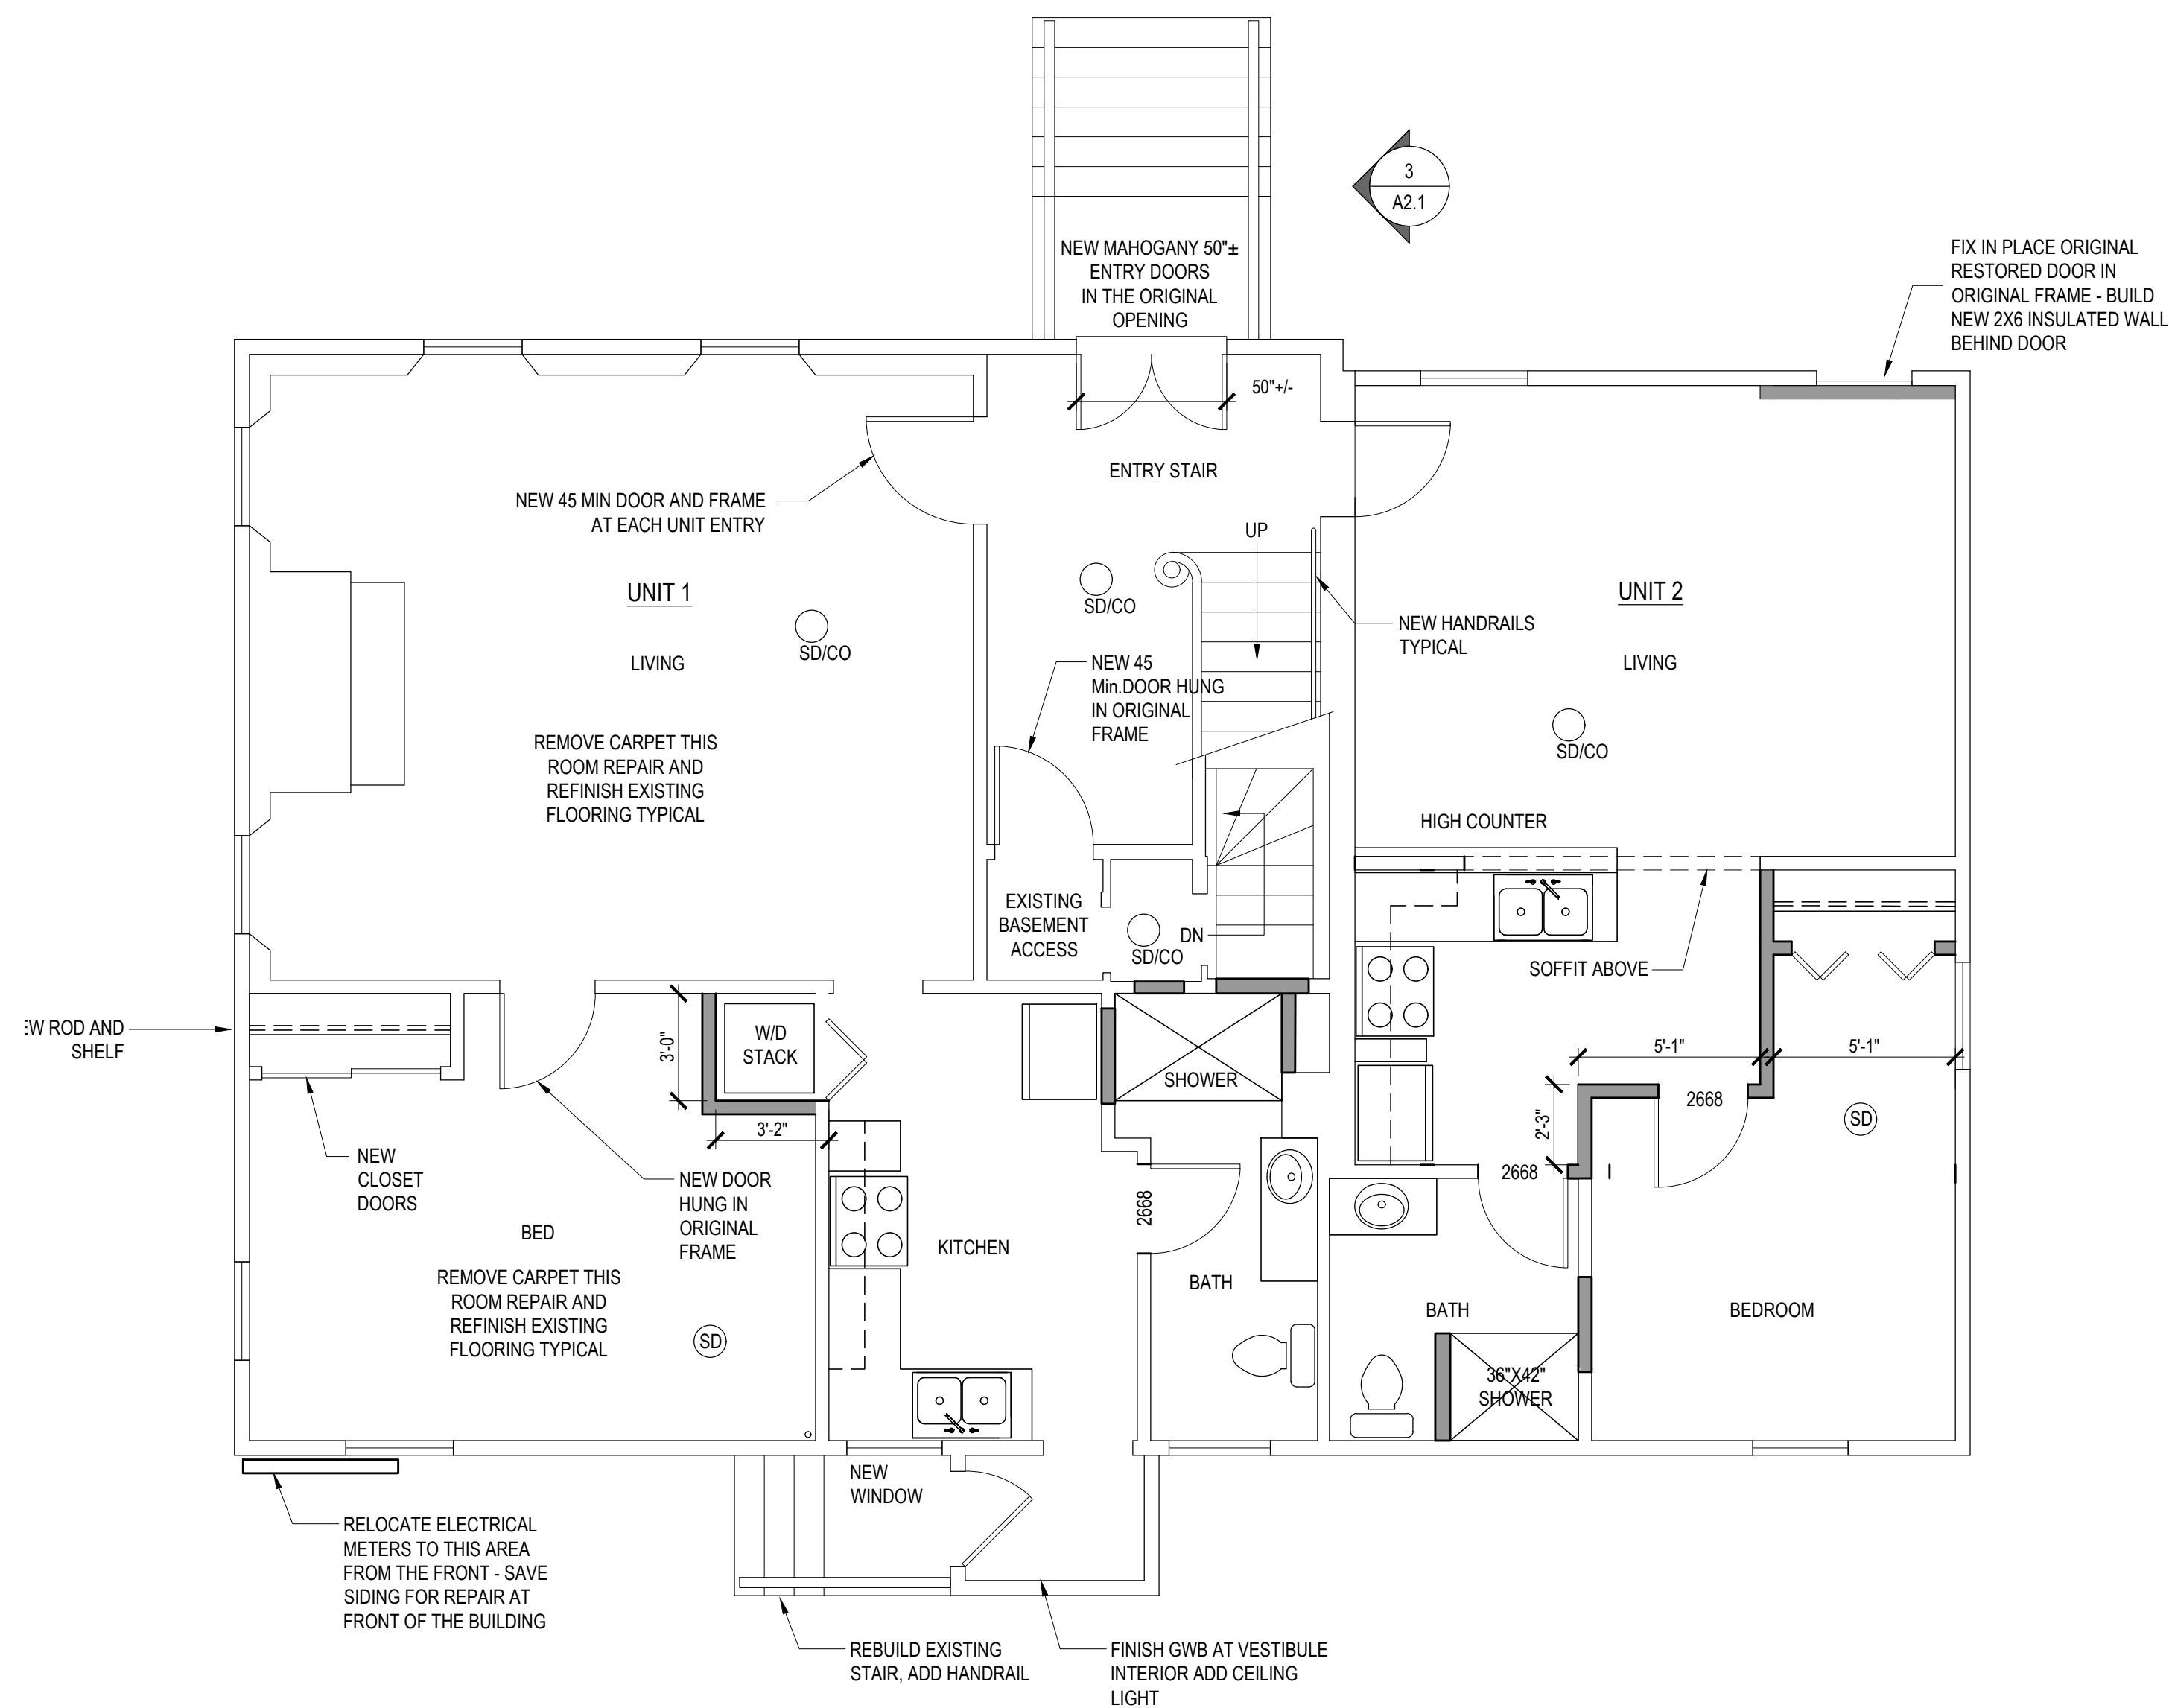 3
A2.1
NEW MAHOGANY 50"±
ENTRY DOORS
IN THE ORIGINAL
OPENING
FIX IN PLACE ORIGINAL
RESTORED DOOR IN
ORIGINAL FRAME - BUILD
NEW 2X6 INSULATED WALL
BEHIND DOOR
50"+/-
ENTRY STAIR
NEW 45 MIN DOOR AND FRAME
AT EACH UNIT ENTRY
UP
UNIT 1
SD/CO
LIVING
SD/CO
UNIT 2
NEW HANDRAILS
TYPICAL
LIVING
NEW 45
Min.DOOR HUNG
IN ORIGINAL
FRAME
SD/CO
REMOVE CARPET THIS
ROOM REPAIR AND
REFINISH EXISTING
FLOORING TYPICAL
HIGH COUNTER
EXISTING
BASEMENT
ACCESS
SD/CO
DN
SOFFIT ABOVE
EW ROD AND
SHELF
3'-0"
W/D
STACK
SHOWER
5'-1"
5'-1"
2668
SD
2'-3"
3'-2"
NEW
CLOSET
DOORS
NEW DOOR
HUNG IN
ORIGINAL
FRAME
2668
2668
BED
KITCHEN
BATH
REMOVE CARPET THIS
ROOM REPAIR AND
REFINISH EXISTING
FLOORING TYPICAL
SD
BATH
BEDROOM
36"X42"
SHOWER
NEW
WINDOW
RELOCATE ELECTRICAL
METERS TO THIS AREA
FROM THE FRONT - SAVE
SIDING FOR REPAIR AT
FRONT OF THE BUILDING
REBUILD EXISTING
STAIR, ADD HANDRAIL
FINISH GWB AT VESTIBULE
INTERIOR ADD CEILING
LIGHT